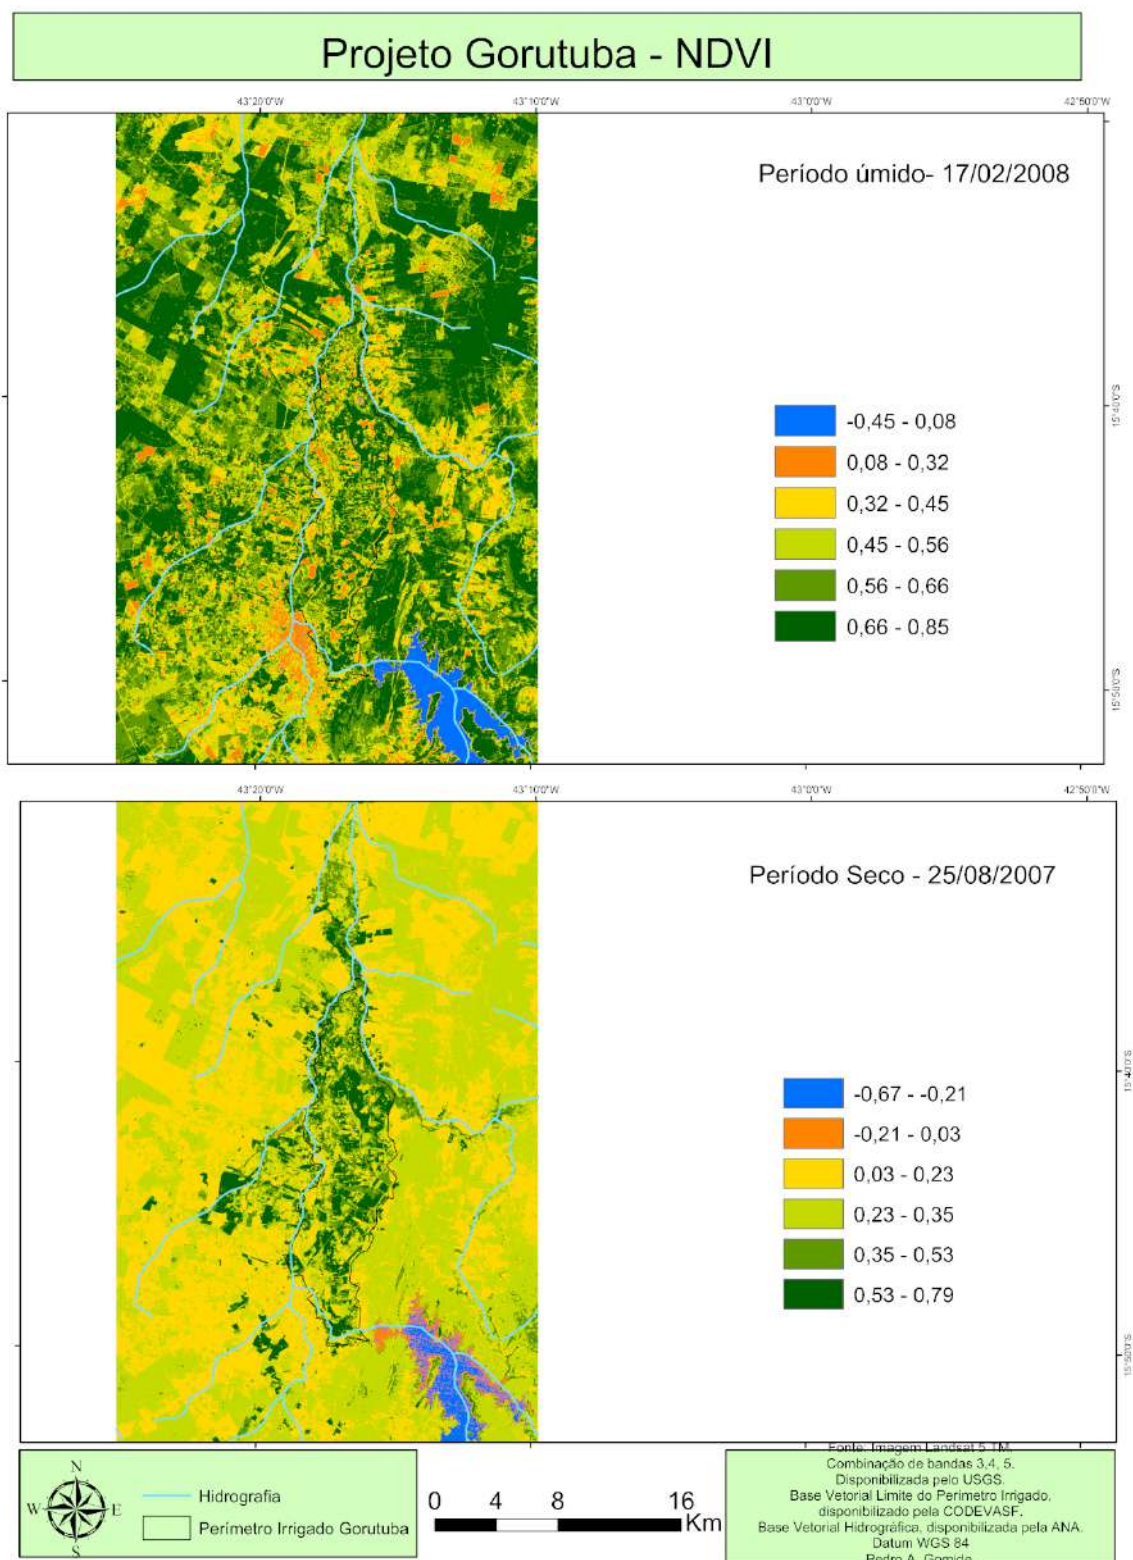 Projeto Gorutuba - NDVI
43°20'0"W 43°10'0"W 43°0'0"W 42°50'0"W
Período úmido- 17/02/2008
15°40'0"S
-0,45 - 0,08
0,08 - 0,32
0,32 - 0,45
0,45 - 0,56
0,56 - 0,66
0,66 - 0,85
15°50'0"S
43°20'0"W 43°10'0"W 43°0'0"W 42°50'0"W
Período Seco - 25/08/2007
15°40'0"S
-0,67 - -0,21
-0,21 - 0,03
0,03 - 0,23
0,23 - 0,35
0,35 - 0,53
0,53 - 0,79
15°50'0"S
N
W E
S
Hidrografia
Perímetro Irrigado Gorutuba
0 4 8 16
Km
Fonte: Imagem Landsat 5 TM.
Combinação de bandas 3,4, 5.
Disponibilizada pelo USGS.
Base Vetorial Limite do Perímetro Irrigado,
disponibilizado pela CODEVASF.
Base Vetorial Hidrográfica, disponibilizada pela ANA.
Datum WGS 84
Pedro A. Gomide